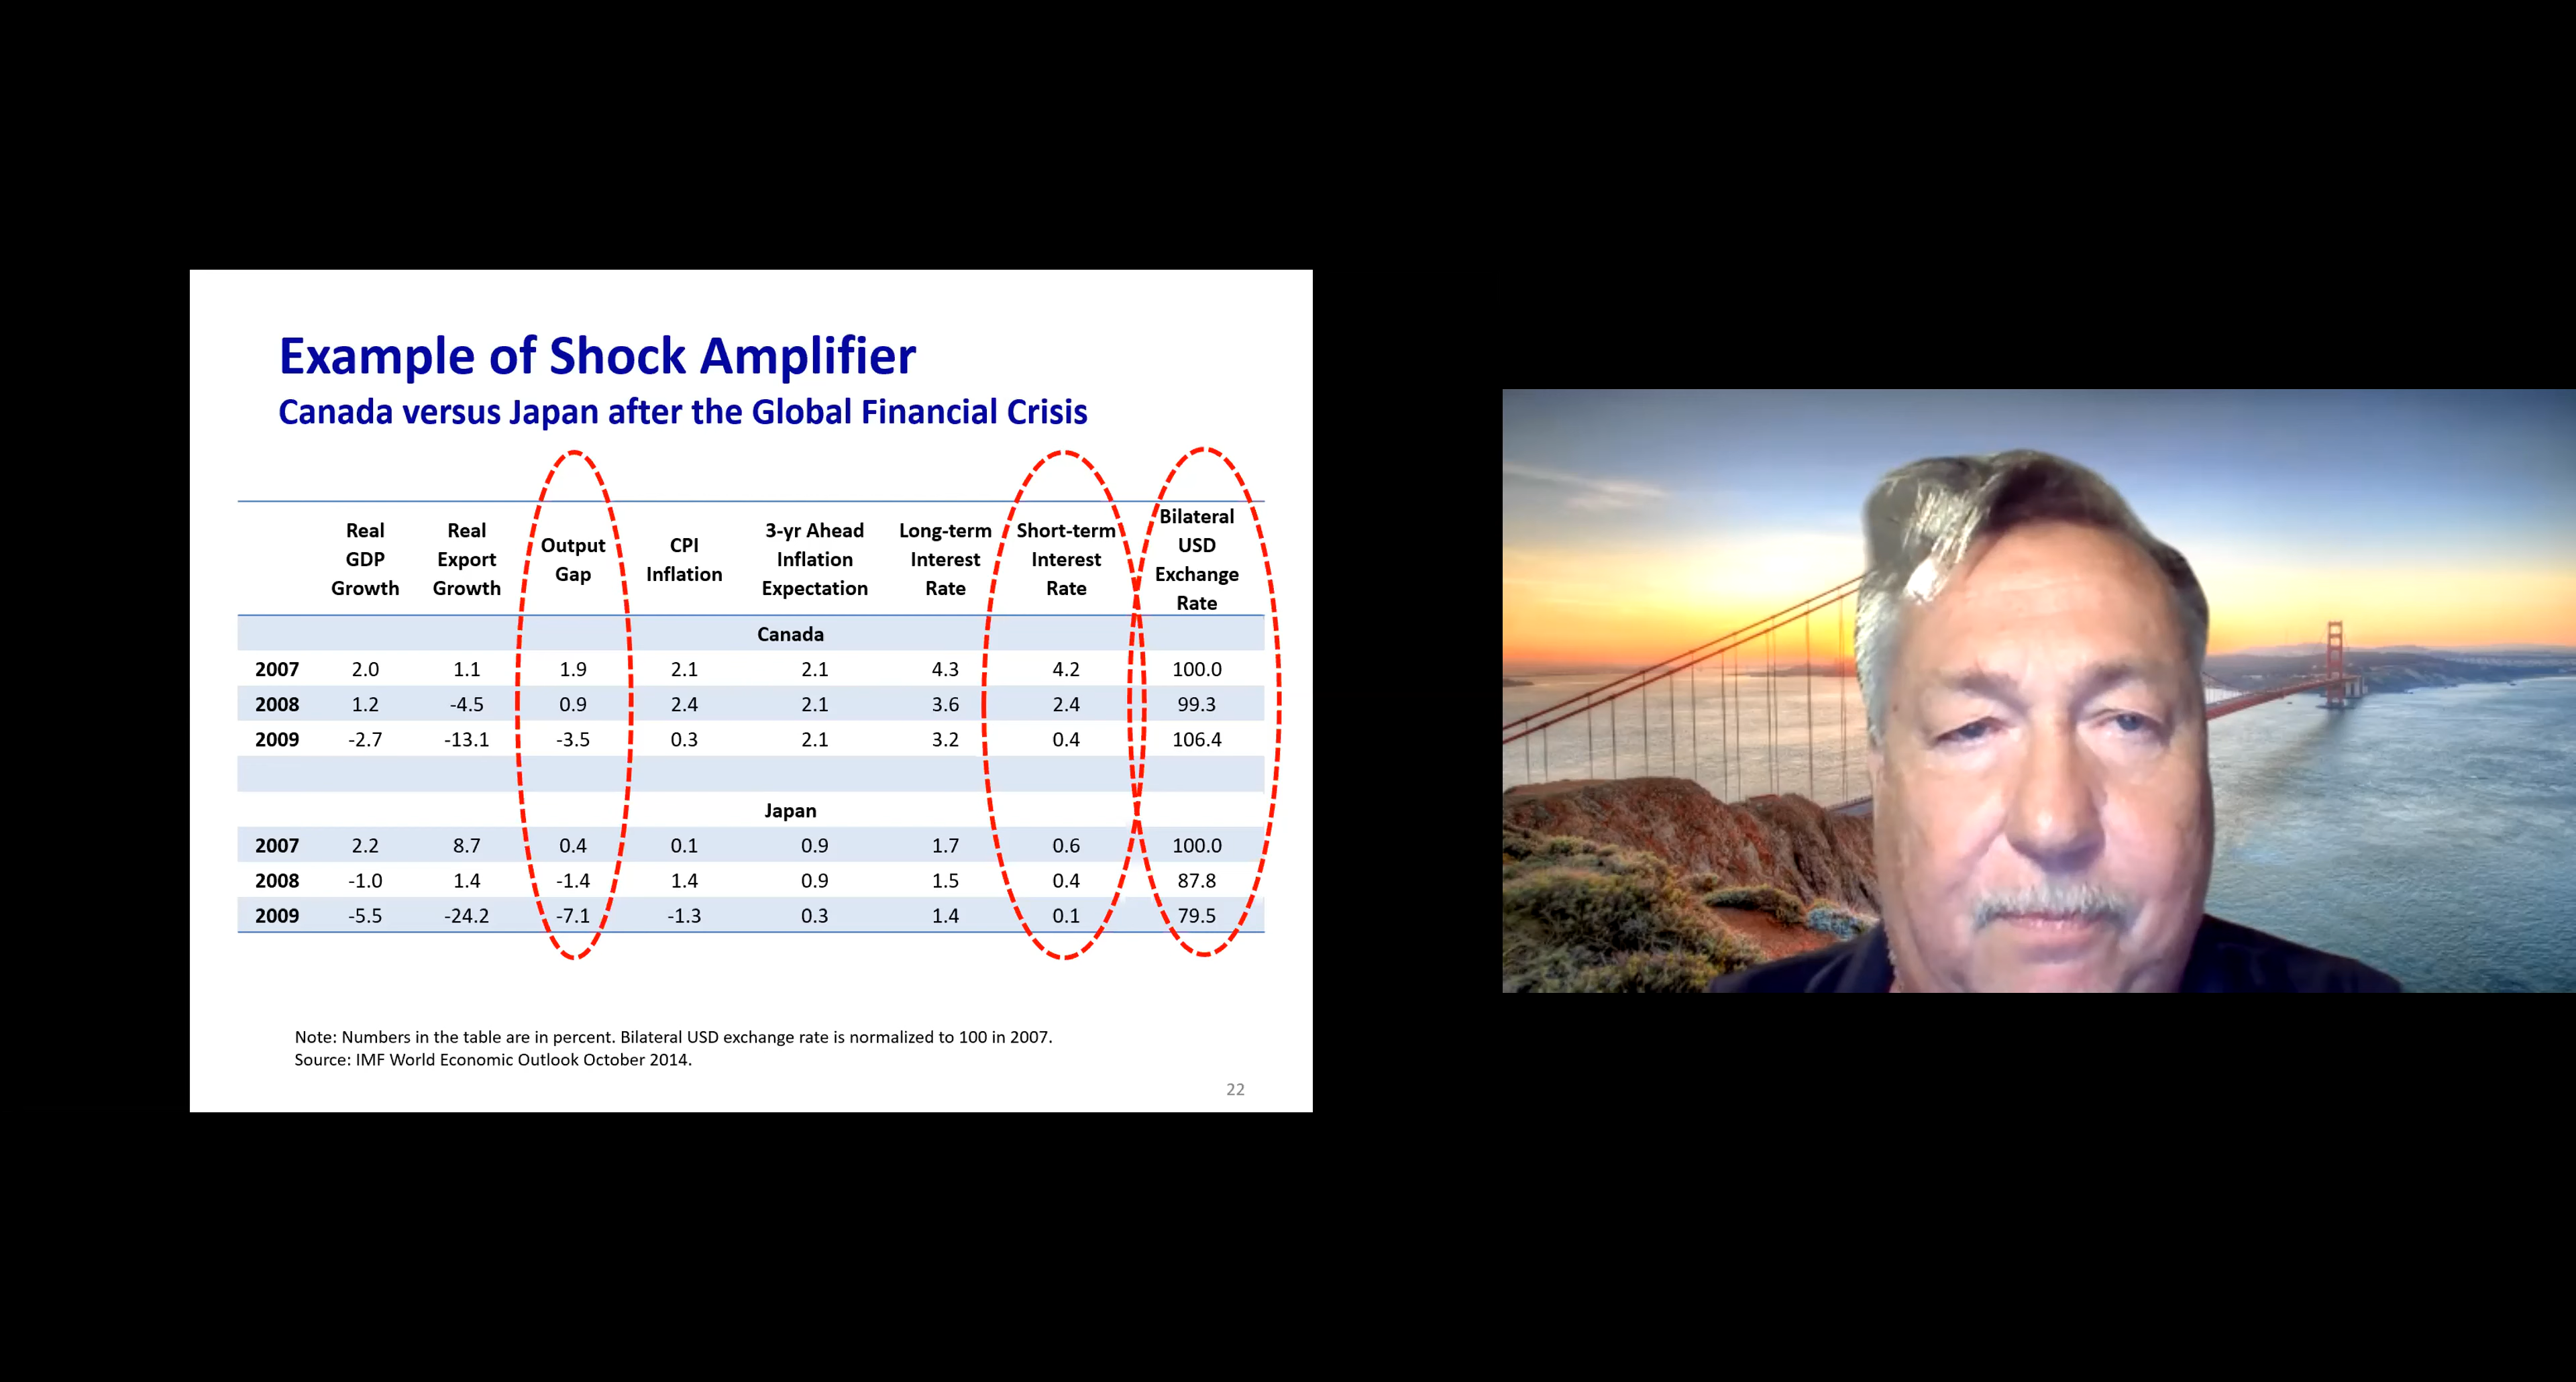 Example of Shock Amplifier
Canada versus Japan after the Global Financial Crisis
Real GDP Growth Real Export Growth Output Gap CPI Inflation 3-yr Ahead Inflation Expectation Long-term Interest Rate Short-term Interest Rate Bilateral USD Exchange Rate
Canada
2007 2.0 1.1 1.9 2.1 2.1 4.3 4.2 100.0
2008 1.2 -4.5 0.9 2.4 2.1 3.6 2.4 99.3
2009 -2.7 -13.1 -3.5 0.3 2.1 3.2 0.4 106.4
Japan
2007 2.2 8.7 0.4 0.1 0.9 1.7 0.6 100.0
2008 -1.0 1.4 -1.4 1.4 0.9 1.5 0.4 87.8
2009 -5.5 -24.2 -7.1 -1.3 0.3 1.4 0.1 79.5
Note: Numbers in the table are in percent. Bilateral USD exchange rate is normalized to 100 in 2007.
Source: IMF World Economic Outlook October 2014.
22